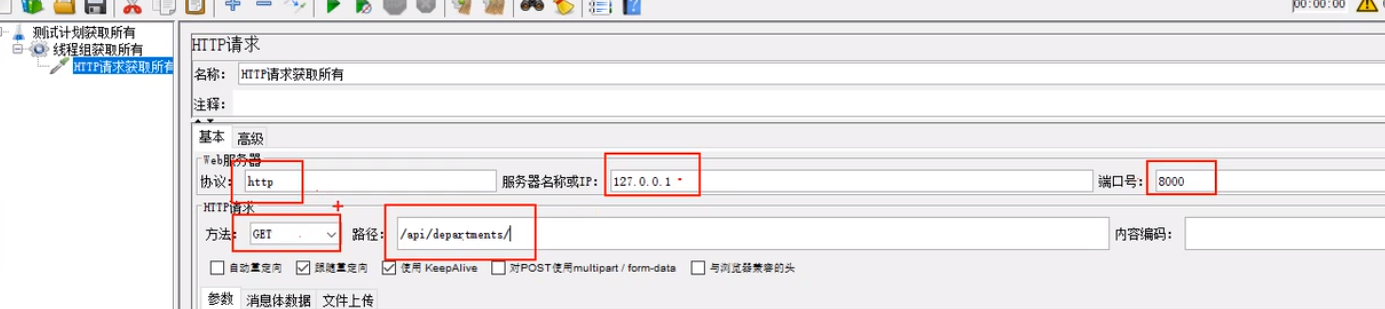 00:00:00
测试计划获取所有
线程组获取所有
HTTP请求获取所有
HTTP请求
名称: HTTP请求获取所有
注释:
基本 高级
Web服务器
协议: http 服务器名称或IP: 127.0.0.1 端口号: 8000
HTTP请求
方法: GET 路径: /api/departments/ 内容编码:
自动重定向 跟随重定向 使用 KeepAlive 对POST使用multipart / form-data 与浏览器兼容的头
参数 消息体数据 文件上传